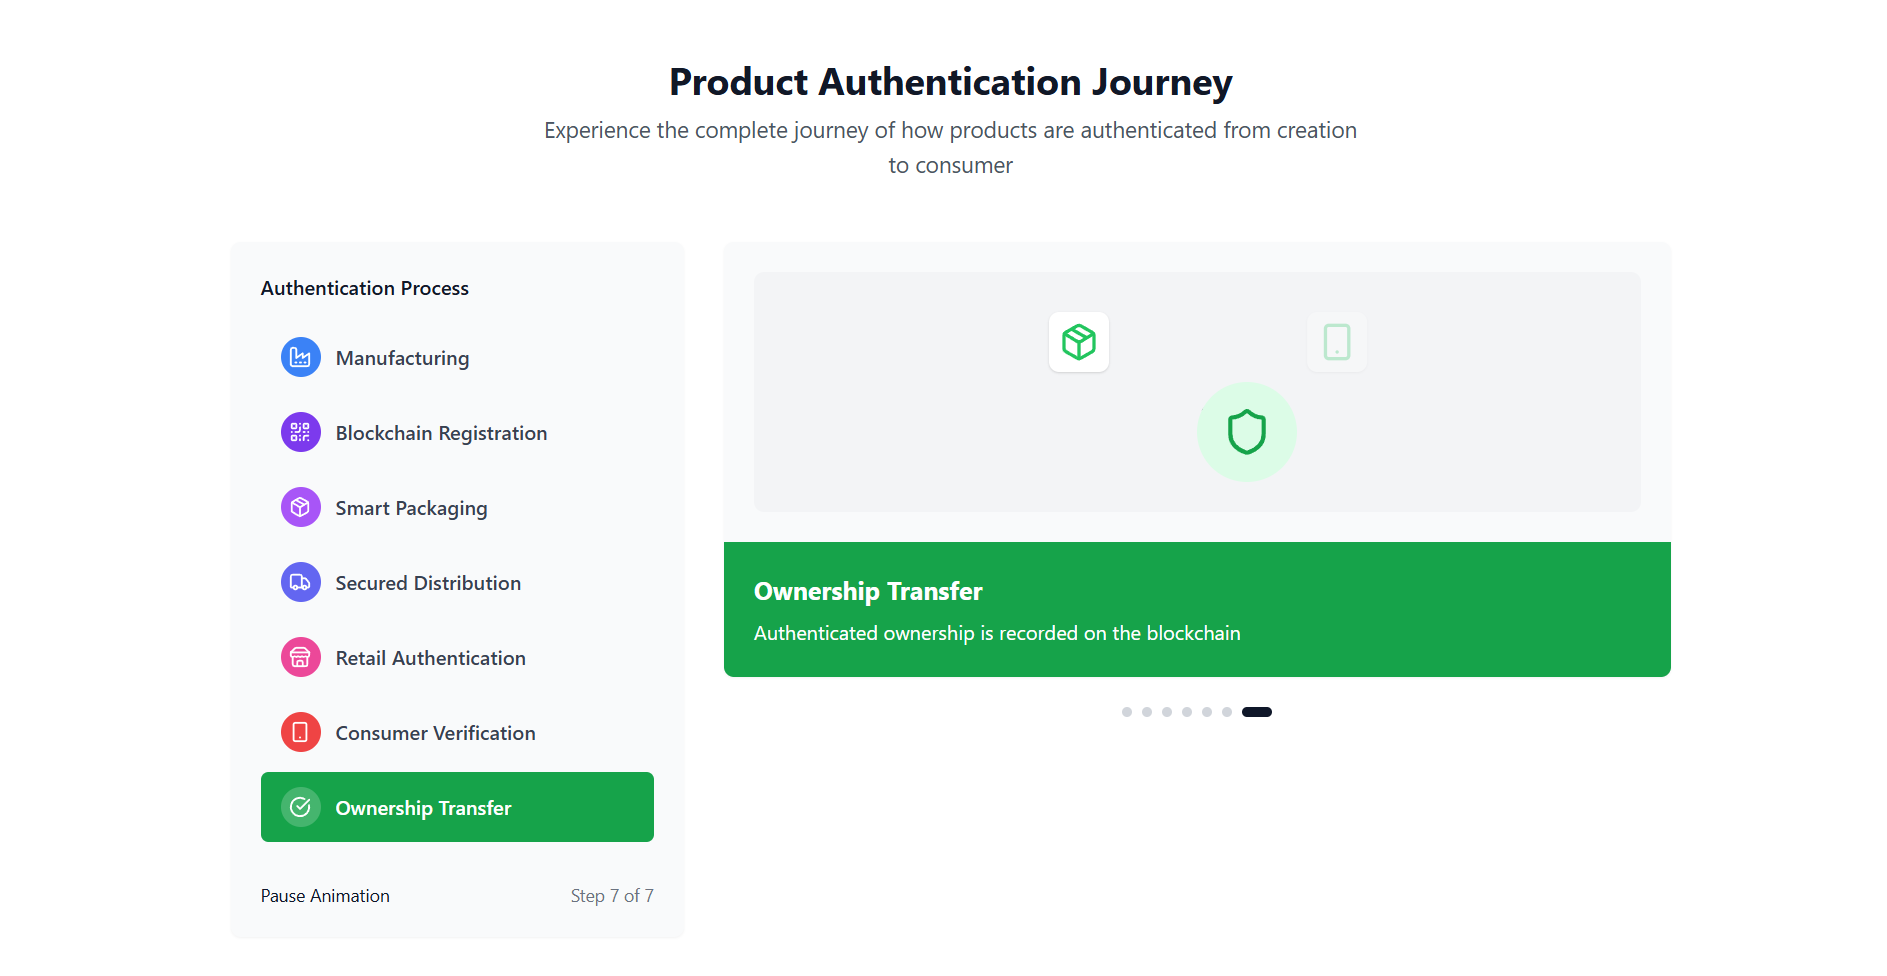 Product Authentication Journey
Experience the complete journey of how products are authenticated from creation
to consumer
Authentication Process
Manufacturing
Blockchain Registration
Smart Packaging
Secured Distribution
Retail Authentication
Consumer Verification
Ownership Transfer
Pause Animation
Step 7 of 7
Ownership Transfer
Authenticated ownership is recorded on the blockchain